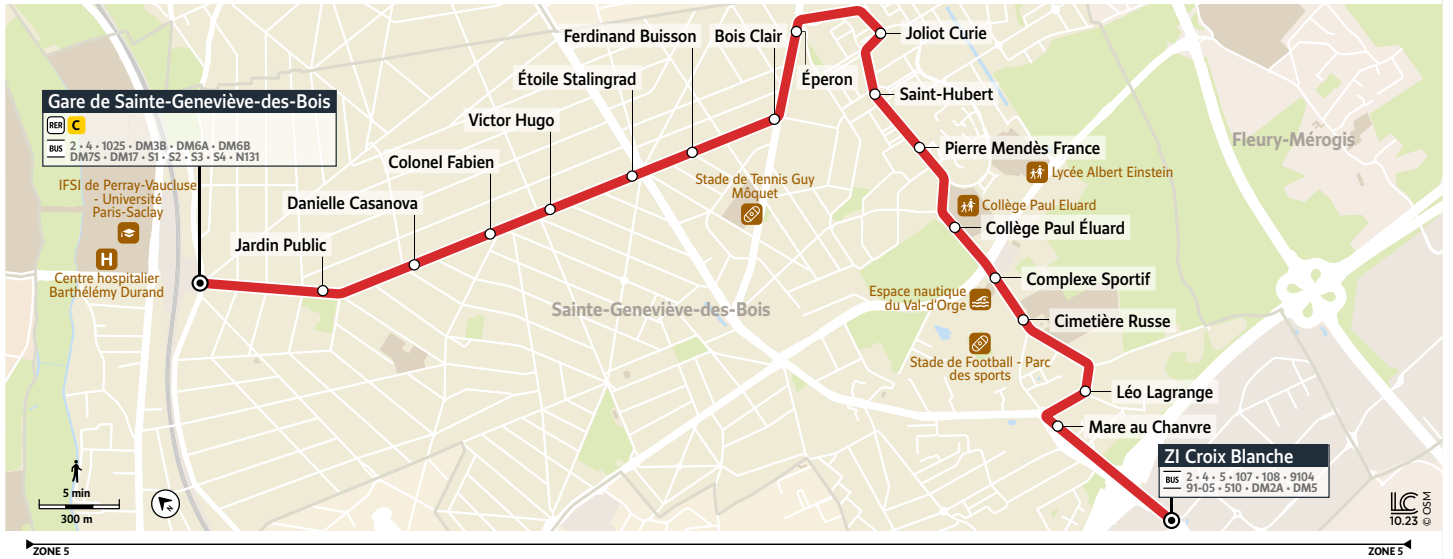 Ferdinand Buisson
Bois Clair
Joliot Curie
Étoile Stalingrad
Éperon
Gare de Sainte-Geneviève-des-Bois
RER C
BUS 2 • 4 • 1025 • DM3B • DM6A • DM6B
DM7S • DM17 • S1 • S2 • S3 • S4 • N131
Saint-Hubert
Victor Hugo
Fleury-Mérogis
Pierre Mendès France
Colonel Fabien
Lycée Albert Einstein
Stade de Tennis Guy
Môquet
IFSI de Perray-Vaucluse
- Université
Paris-Saclay
Danielle Casanova
Collège Paul Eluard
Collège Paul Éluard
Jardin Public
H
Centre hospitalier
Barthélémy Durand
Complexe Sportif
Espace nautique
du Val-d'Orge
Sainte-Geneviève-des-Bois
Cimetière Russe
Stade de Football - Parc
des sports
Léo Lagrange
Mare au Chanvre
ZI Croix Blanche
BUS 2 • 4 • 5 • 107 • 108 • 9104
91-05 • 510 • DM2A • DM5
5 min
300 m
N
LC
10.23
© OSM
ZONE 5
ZONE 5